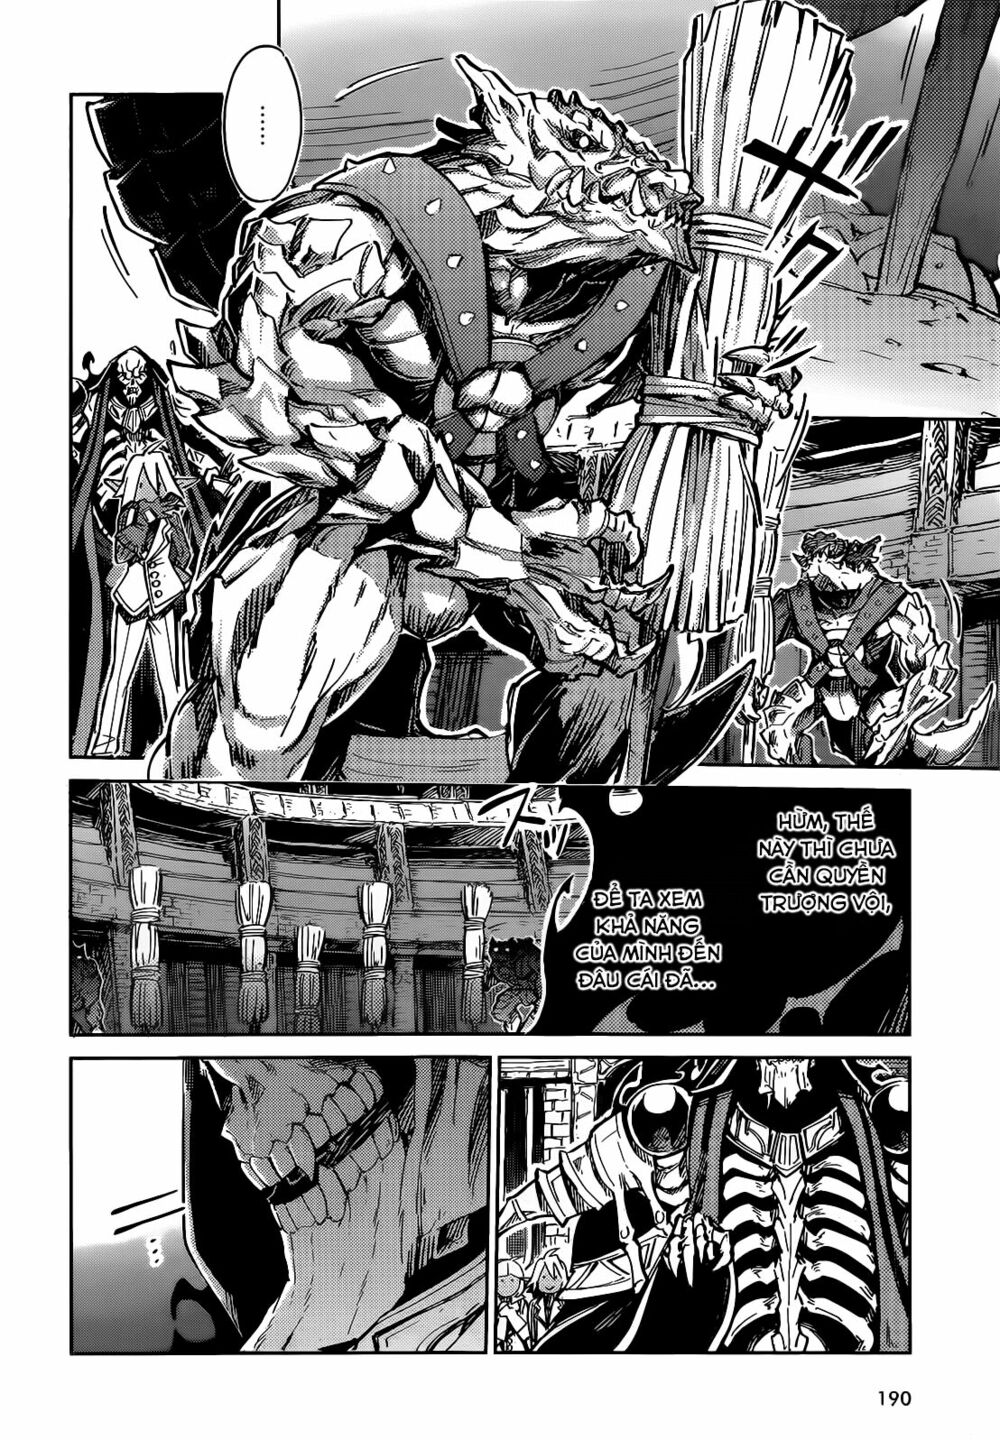 ......
HỪM, THẾ
NÀY THÌ CHƯA
CẦN QUYỀN
TRƯỢNG VỘI,
ĐỂ TA XEM
KHẢ NĂNG
CỦA MÌNH ĐẾN
ĐÂU CÁI ĐÃ...
190